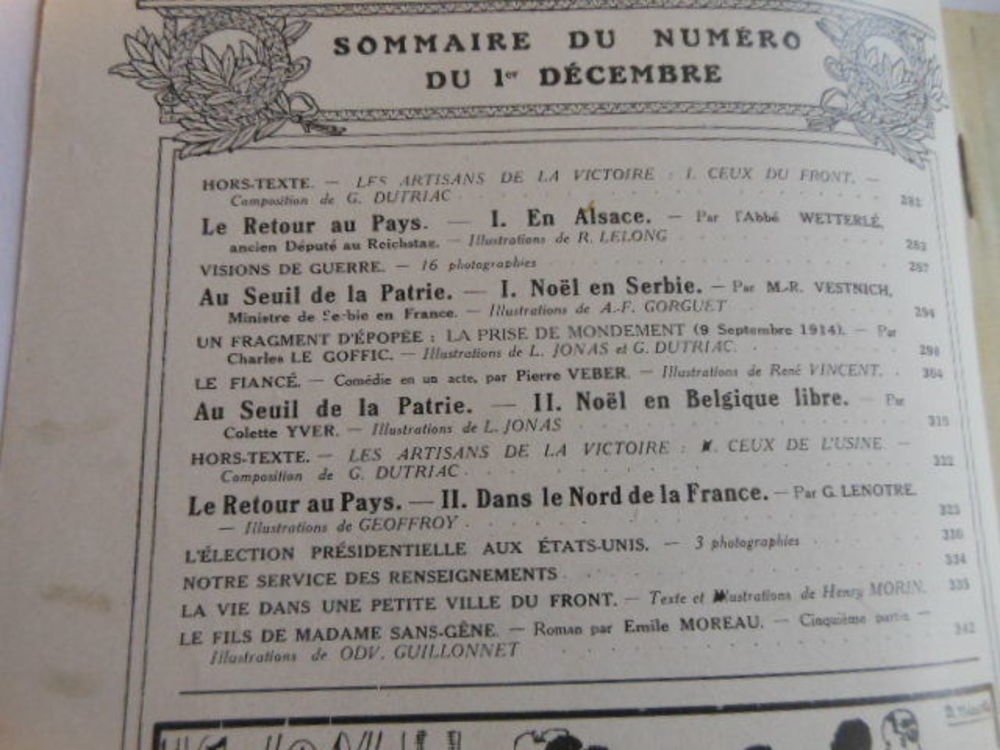 SOMMAIRE DU NUMÉRO
DU 1er DÉCEMBRE
HORS-TEXTE. — LES ARTISANS DE LA VICTOIRE : I. CEUX DU FRONT. —
Composition de G. DUTRIAC
Le Retour au Pays. — I. En Alsace. — Par l'Abbé WETTERLÉ,
ancien Député au Reichstag. — Illustrations de R. LELONG 283
VISIONS DE GUERRE. — 16 photographies 287
Au Seuil de la Patrie. — I. Noël en Serbie. — Par M.-R. VESTNICH,
Ministre de Serbie en France. — Illustrations de A.-F. GORGUET 294
UN FRAGMENT D'ÉPOPÉE : LA PRISE DE MONDEMENT (9 Septembre 1914). — Par
Charles LE GOFFIC. — Illustrations de L. JONAS et G. DUTRIAC. 298
LE FIANCÉ. — Comédie en un acte, par Pierre VEBER. — Illustrations de René VINCENT. 304
Au Seuil de la Patrie. — II. Noël en Belgique libre. — Par
Colette YVER. — Illustrations de L. JONAS
HORS-TEXTE. — LES ARTISANS DE LA VICTOIRE : CEUX DE L'USINE. —
Composition de G. DUTRIAC 322
Le Retour au Pays. — II. Dans le Nord de la France. — Par G. LENOTRE.
— Illustrations de GEOFFROY
L'ÉLECTION PRÉSIDENTIELLE AUX ÉTATS-UNIS. — 3 photographies
NOTRE SERVICE DES RENSEIGNEMENTS 334
LA VIE DANS UNE PETITE VILLE DU FRONT. — Texte et Illustrations de Henry MORIN. 335
LE FILS DE MADAME SANS-GÊNE. — Roman par Emile MOREAU. — Cinquième partie —
Illustrations de ODV. GUILLONNET 342